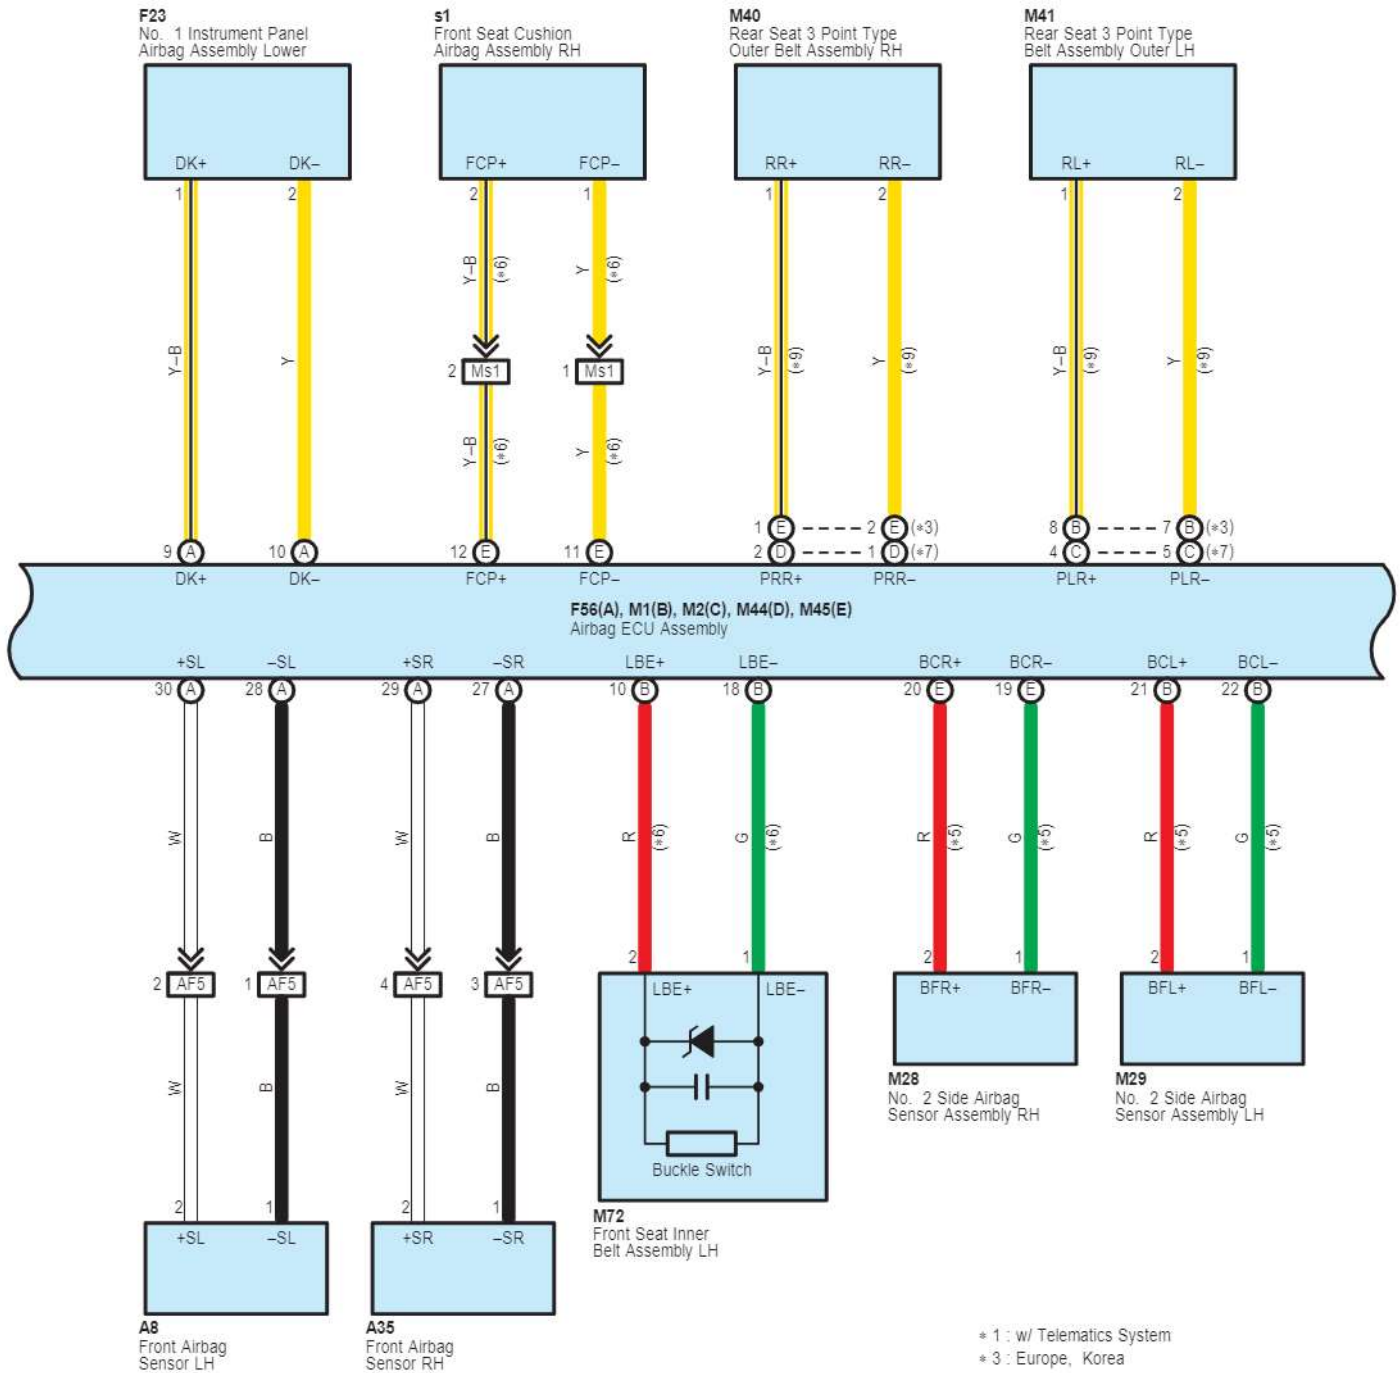 F23
No. 1 Instrument Panel
Airbag Assembly Lower
s1
Front Seat Cushion
Airbag Assembly RH
M40
Rear Seat 3 Point Type
Outer Belt Assembly RH
M41
Rear Seat 3 Point Type
Belt Assembly Outer LH
DK+ DK– FCP+ FCP– RR+ RR– RL+ RL–
1 2 2 1 1 2 1 2
Y–B (*6) Y (*6)
Y–B Y Y–B (*9) Y (*9) Y–B (*9) Y (*9)
2 Ms1 1 Ms1
Y–B (*6) Y (*6)
1 E 2 E (*3) 8 B 7 B (*3)
9 A 10 A 12 E 11 E 2 D 1 D (*7) 4 C 5 C (*7)
DK+ DK– FCP+ FCP– PRR+ PRR– PLR+ PLR–
F56(A), M1(B), M2(C), M44(D), M45(E)
Airbag ECU Assembly
+SL –SL +SR –SR LBE+ LBE– BCR+ BCR– BCL+ BCL–
30 A 28 A 29 A 27 A 10 B 18 B 20 E 19 E 21 B 22 B
W B W B R (*6) G (*6) R (*5) G (*5) R (*5) G (*5)
2 1 2 1 2 1
2 AF5 1 AF5 4 AF5 3 AF5
LBE+ LBE– BFR+ BFR– BFL+ BFL–
W B W B
M28
No. 2 Side Airbag
Sensor Assembly RH
M29
No. 2 Side Airbag
Sensor Assembly LH
Buckle Switch
2 1 2 1
+SL –SL +SR –SR
M72
Front Seat Inner
Belt Assembly LH
A8
Front Airbag
Sensor LH
A35
Front Airbag
Sensor RH
* 1 : w/ Telematics System
* 3 : Europe, Korea